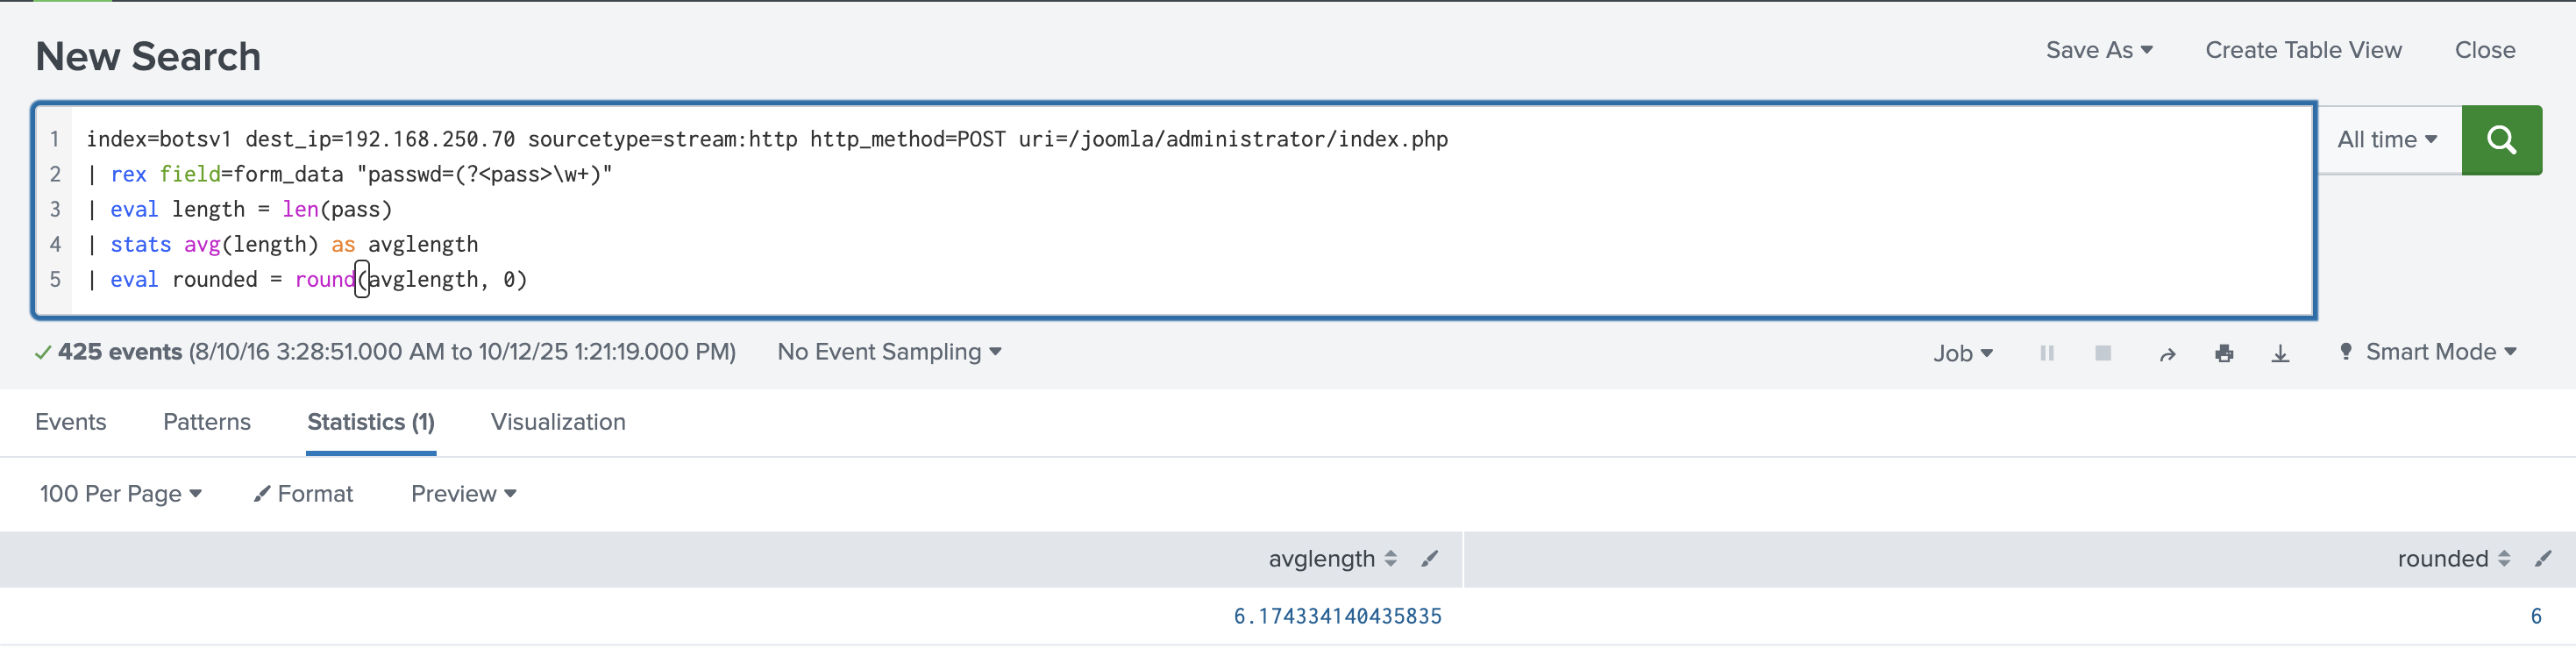 New Search
Save As
Create Table View
Close
1 index=botsv1 dest_ip=192.168.250.70 sourcetype=stream:http http_method=POST uri=/joomla/administrator/index.php
2 | rex field=form_data "passwd=(?<pass>\w+)"
3 | eval length = len(pass)
4 | stats avg(length) as avglength
5 | eval rounded = round(avglength, 0)
All time
425 events (8/10/16 3:28:51.000 AM to 10/12/25 1:21:19.000 PM)
No Event Sampling
Job
Smart Mode
Events
Patterns
Statistics (1)
Visualization
100 Per Page
Format
Preview
avglength
rounded
6.174334140435835
6